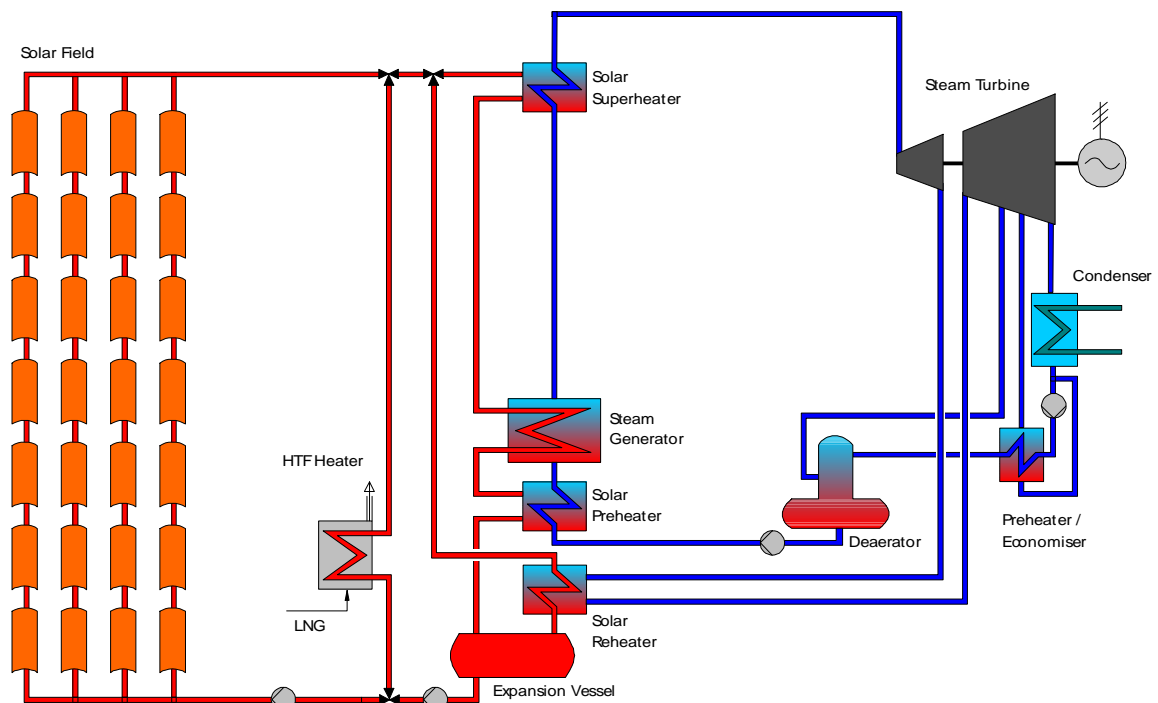 Solar Field
Solar
Superheater
Steam Turbine
Condenser
Steam
Generator
HTF Heater
Solar
Preheater
Deaerator
Preheater /
Economiser
LNG
Solar
Reheater
Expansion Vessel